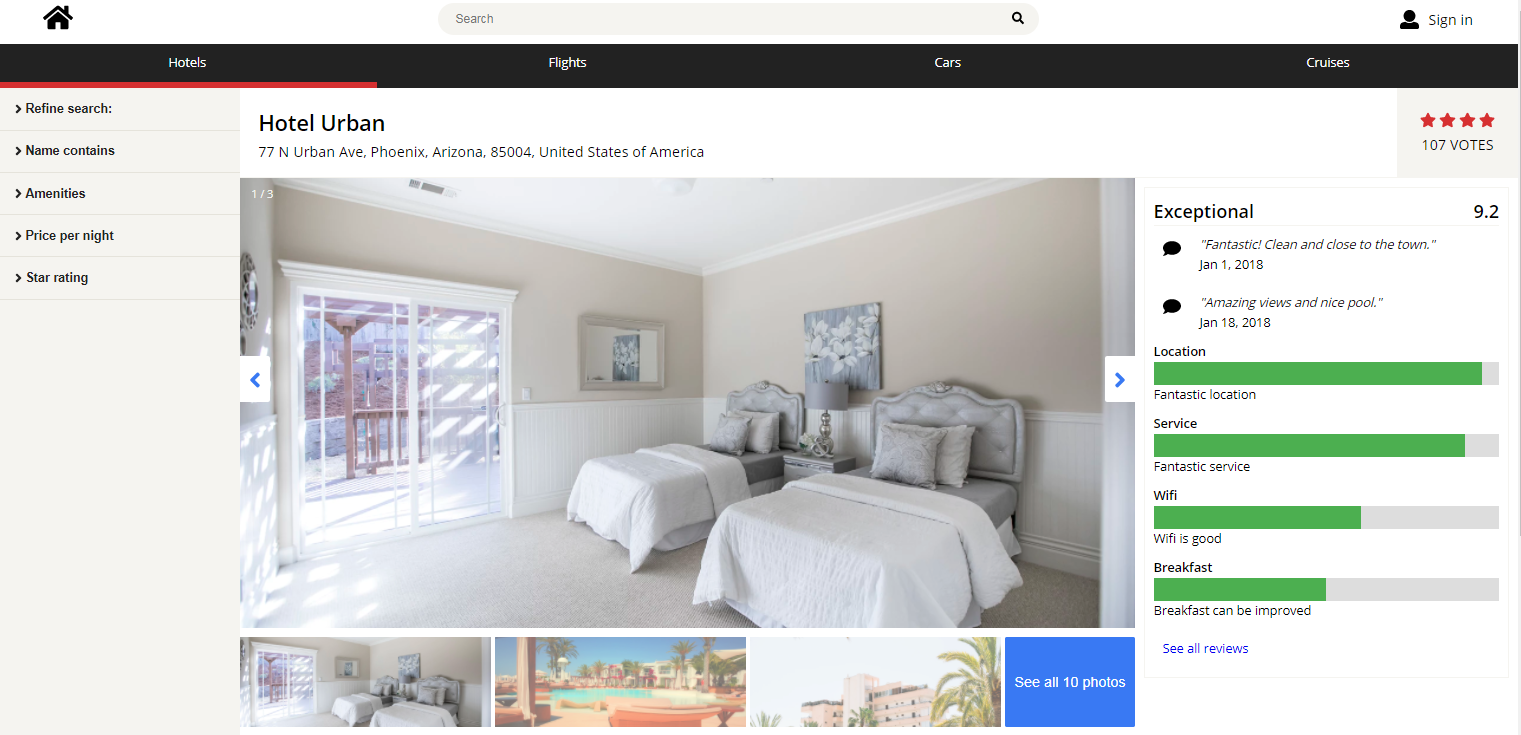 Search
Sign in
Hotels
Flights
Cars
Cruises
Refine search:
Name contains
Amenities
Price per night
Star rating
Hotel Urban
77 N Urban Ave, Phoenix, Arizona, 85004, United States of America
107 VOTES
1 / 3
Exceptional 9.2
"Fantastic! Clean and close to the town."
Jan 1, 2018
"Amazing views and nice pool."
Jan 18, 2018
Location
Fantastic location
Service
Fantastic service
Wifi
Wifi is good
Breakfast
Breakfast can be improved
See all reviews
See all 10 photos